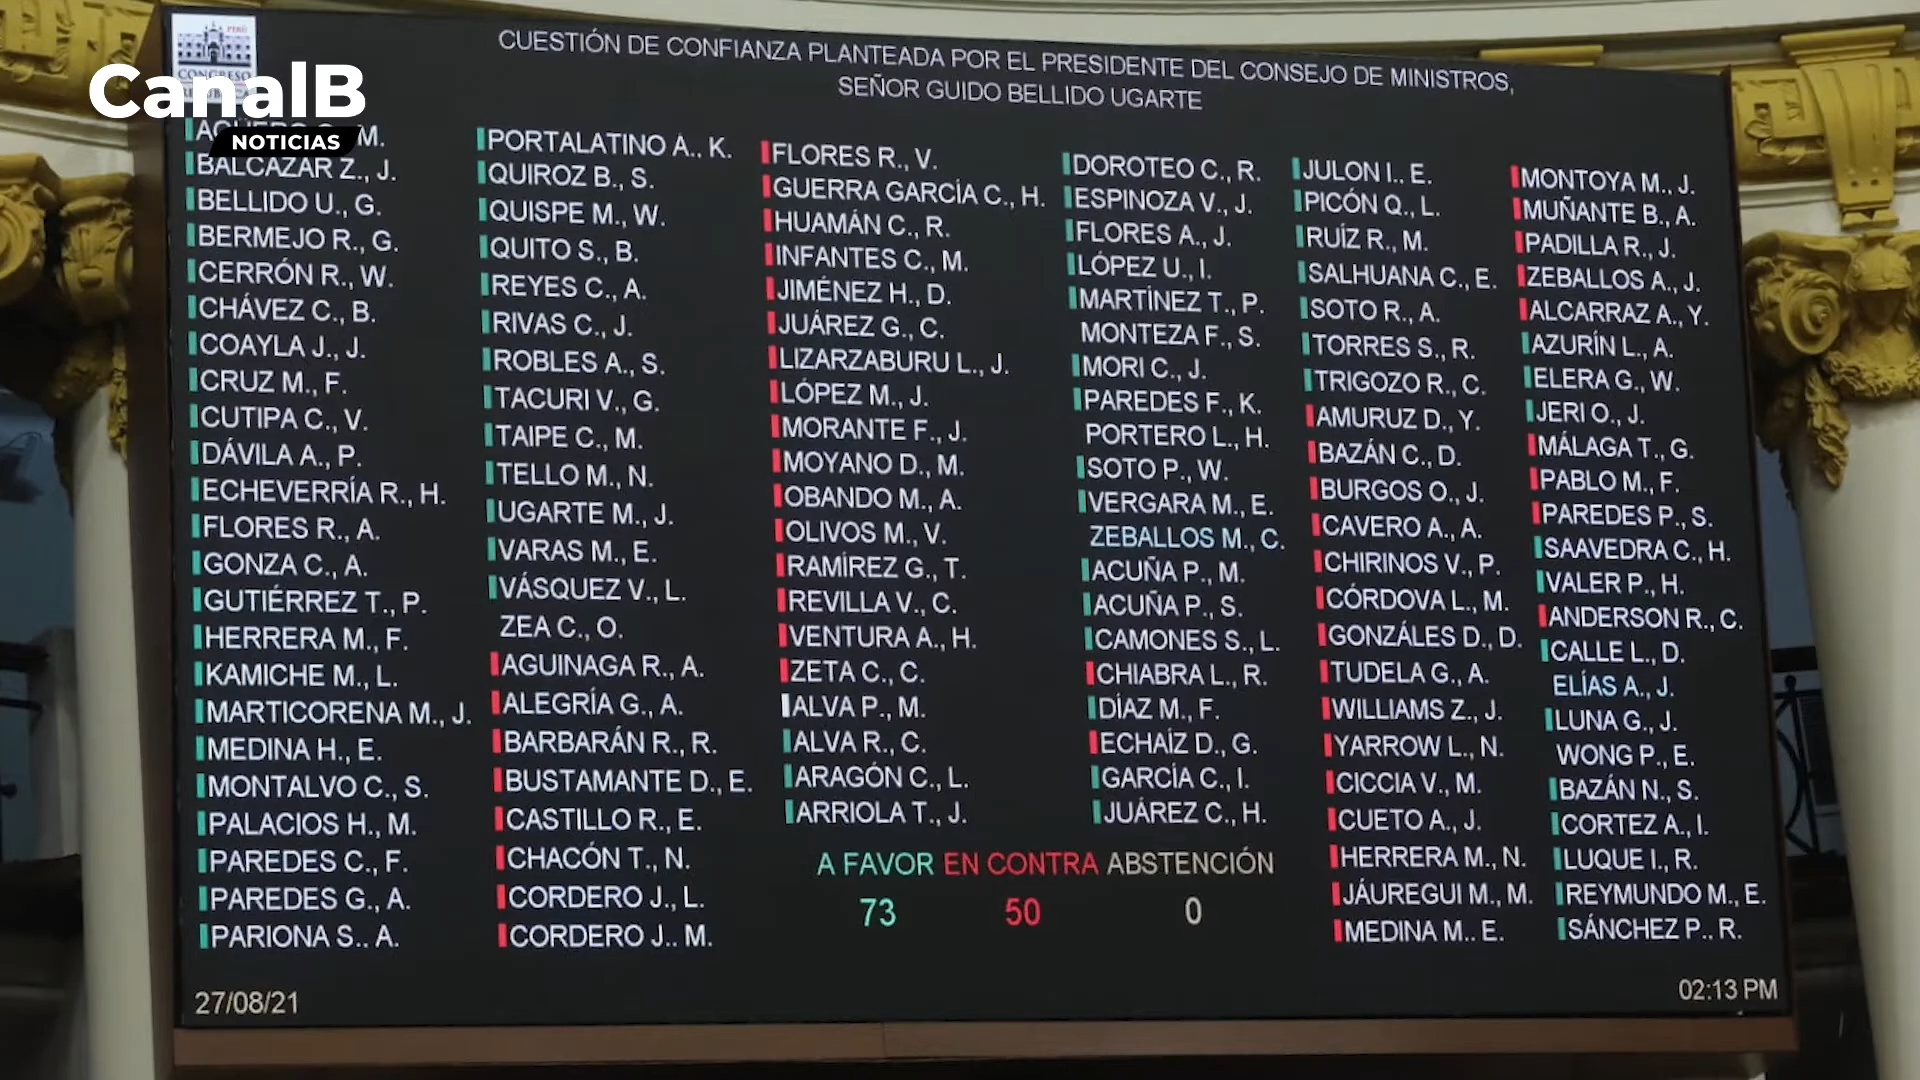 PERÚ
CONGRESO
CanalB
NOTICIAS
CUESTIÓN DE CONFIANZA PLANTEADA POR EL PRESIDENTE DEL CONSEJO DE MINISTROS,
SEÑOR GUIDO BELLIDO UGARTE
M.
BALCAZAR Z., J.
BELLIDO U., G.
BERMEJO R., G.
CERRÓN R., W.
CHÁVEZ C., B.
COAYLA J., J.
CRUZ M., F.
CUTIPA C., V.
DÁVILA A., P.
ECHEVERRÍA R., H.
FLORES R., A.
GONZA C., A.
GUTIÉRREZ T., P.
HERRERA M., F.
KAMICHE M., L.
MARTICORENA M., J.
MEDINA H., E.
MONTALVO C., S.
PALACIOS H., M.
PAREDES C., F.
PAREDES G., A.
PARIONA S., A.
PORTALATINO A., K.
QUIROZ B., S.
QUISPE M., W.
QUITO S., B.
REYES C., A.
RIVAS C., J.
ROBLES A., S.
TACURI V., G.
TAIPE C., M.
TELLO M., N.
UGARTE M., J.
VARAS M., E.
VÁSQUEZ V., L.
ZEA C., O.
AGUINAGA R., A.
ALEGRÍA G., A.
BARBARÁN R., R.
BUSTAMANTE D., E.
CASTILLO R., E.
CHACÓN T., N.
CORDERO J., L.
CORDERO J., M.
FLORES R., V.
GUERRA GARCÍA C., H.
HUAMÁN C., R.
INFANTES C., M.
JIMÉNEZ H., D.
JUÁREZ G., C.
LIZARZABURU L., J.
LÓPEZ M., J.
MORANTE F., J.
MOYANO D., M.
OBANDO M., A.
OLIVOS M., V.
RAMÍREZ G., T.
REVILLA V., C.
VENTURA A., H.
ZETA C., C.
ALVA P., M.
ALVA R., C.
ARAGÓN C., L.
ARRIOLA T., J.
DOROTEO C., R.
ESPINOZA V., J.
FLORES A., J.
LÓPEZ U., I.
MARTÍNEZ T., P.
MONTEZA F., S.
MORI C., J.
PAREDES F., K.
PORTERO L., H.
SOTO P., W.
VERGARA M., E.
ZEBALLOS M., C.
ACUÑA P., M.
ACUÑA P., S.
CAMONES S., L.
CHIABRA L., R.
DÍAZ M., F.
ECHAÍZ D., G.
GARCÍA C., I.
JUÁREZ C., H.
JULON I., E.
PICÓN Q., L.
RUÍZ R., M.
SALHUANA C., E.
SOTO R., A.
TORRES S., R.
TRIGOZO R., C.
AMURUZ D., Y.
BAZÁN C., D.
BURGOS O., J.
CAVERO A., A.
CHIRINOS V., P.
CÓRDOVA L., M.
GONZÁLES D., D.
TUDELA G., A.
WILLIAMS Z., J.
YARROW L., N.
CICCIA V., M.
CUETO A., J.
HERRERA M., N.
JÁUREGUI M., M.
MEDINA M., E.
MONTOYA M., J.
MUÑANTE B., A.
PADILLA R., J.
ZEBALLOS A., J.
ALCARRAZ A., Y.
AZURÍN L., A.
ELERA G., W.
JERI O., J.
MÁLAGA T., G.
PABLO M., F.
PAREDES P., S.
SAAVEDRA C., H.
VALER P., H.
ANDERSON R., C.
CALLE L., D.
ELÍAS A., J.
LUNA G., J.
WONG P., E.
BAZÁN N., S.
CORTEZ A., I.
LUQUE I., R.
REYMUNDO M., E.
SÁNCHEZ P., R.
A FAVOR EN CONTRA ABSTENCIÓN
73 50 0
27/08/21
02:13 PM